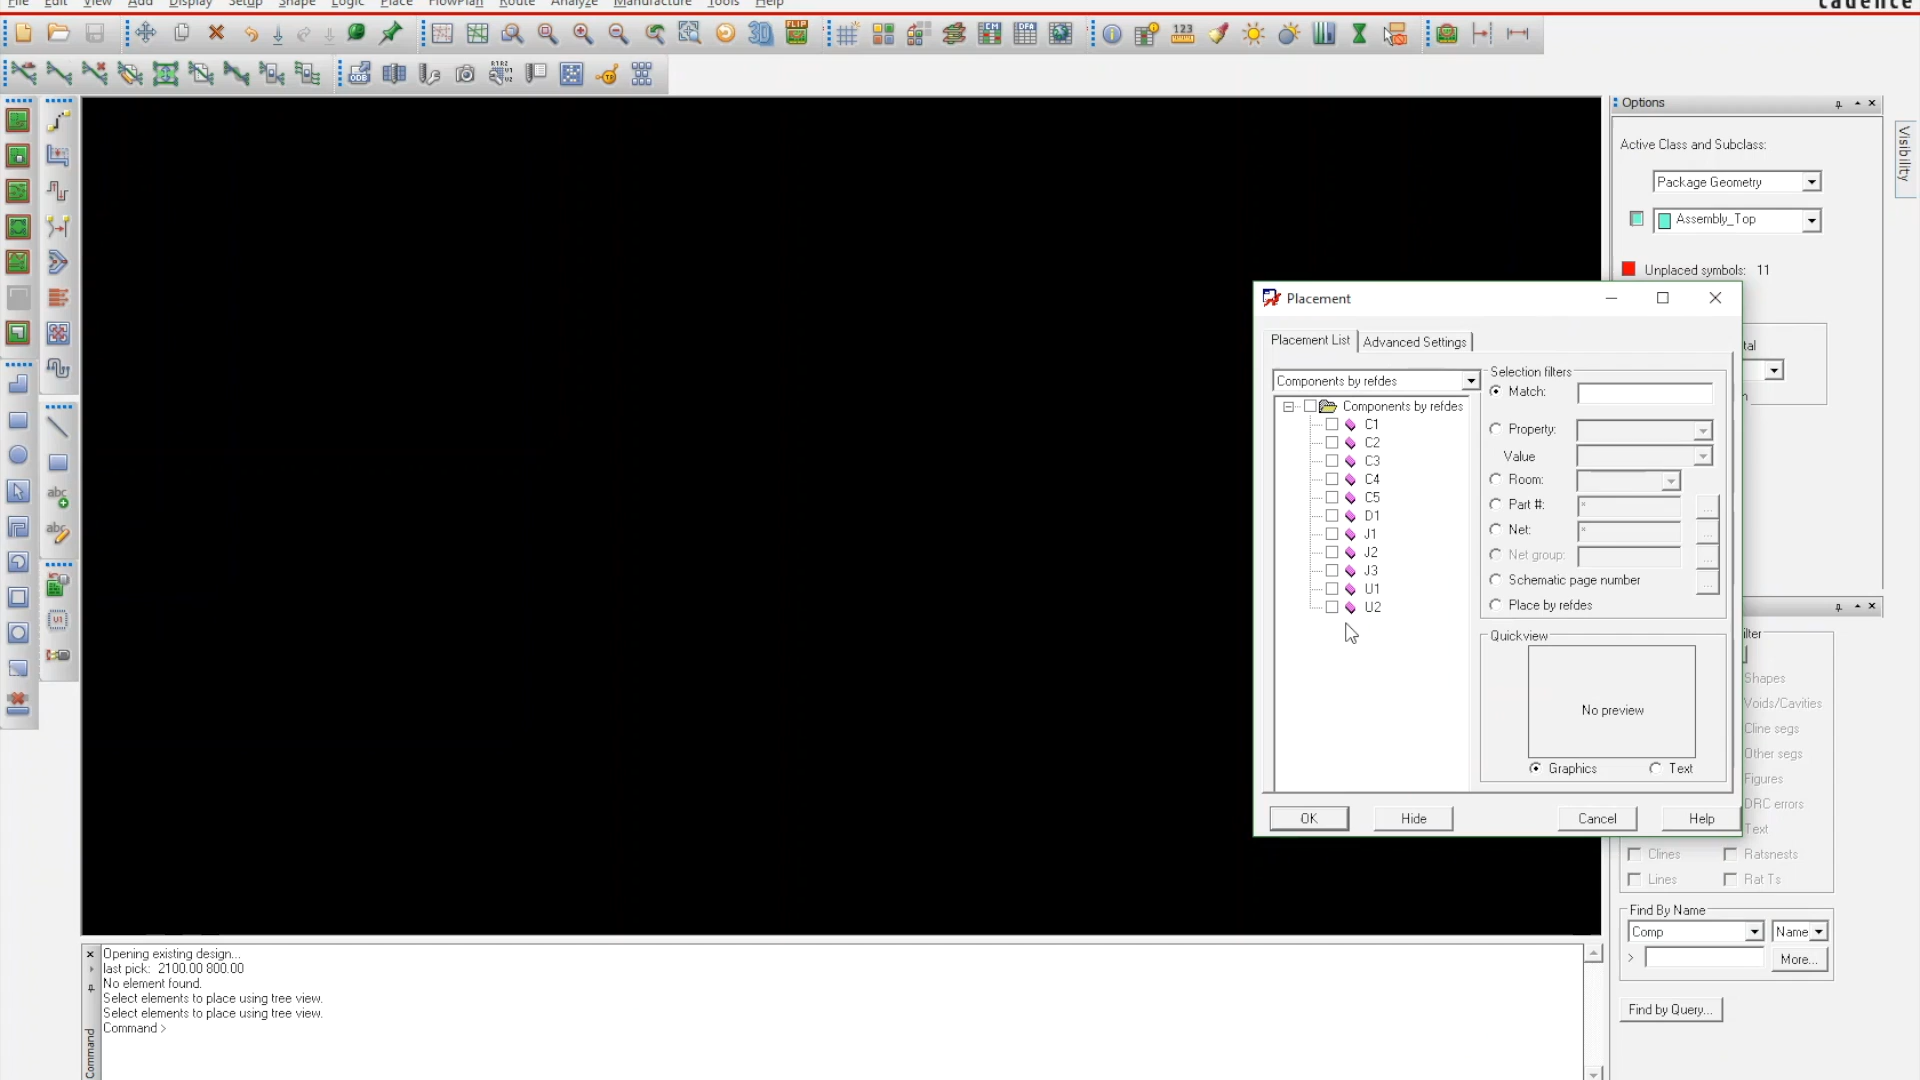 File Edit View Add Display Setup Shape Logic Place FlowPlan Route Analyze Manufacture Tools Help
cadence
Options
Active Class and Subclass:
Package Geometry
Assembly_Top
Unplaced symbols: 11
Visibility
Placement
Placement List
Advanced Settings
Components by refdes
Components by refdes
C1
C2
C3
C4
C5
D1
J1
J2
J3
U1
U2
Selection filters
Match:
Property:
Value
Room:
Part #:
*
...
Net:
*
...
Net group:
...
Schematic page number
...
Place by refdes
Quickview
No preview
Graphics
Text
OK
Hide
Cancel
Help
Shapes
Voids/Cavities
Cline segs
Other segs
Figures
DRC errors
Text
Clines
Ratsnests
Lines
Rat Ts
Find By Name
Comp
Name
>
More...
Find by Query...
Opening existing design...
last pick: 2100.00 800.00
No element found.
Select elements to place using tree view.
Select elements to place using tree view.
Command >
Command